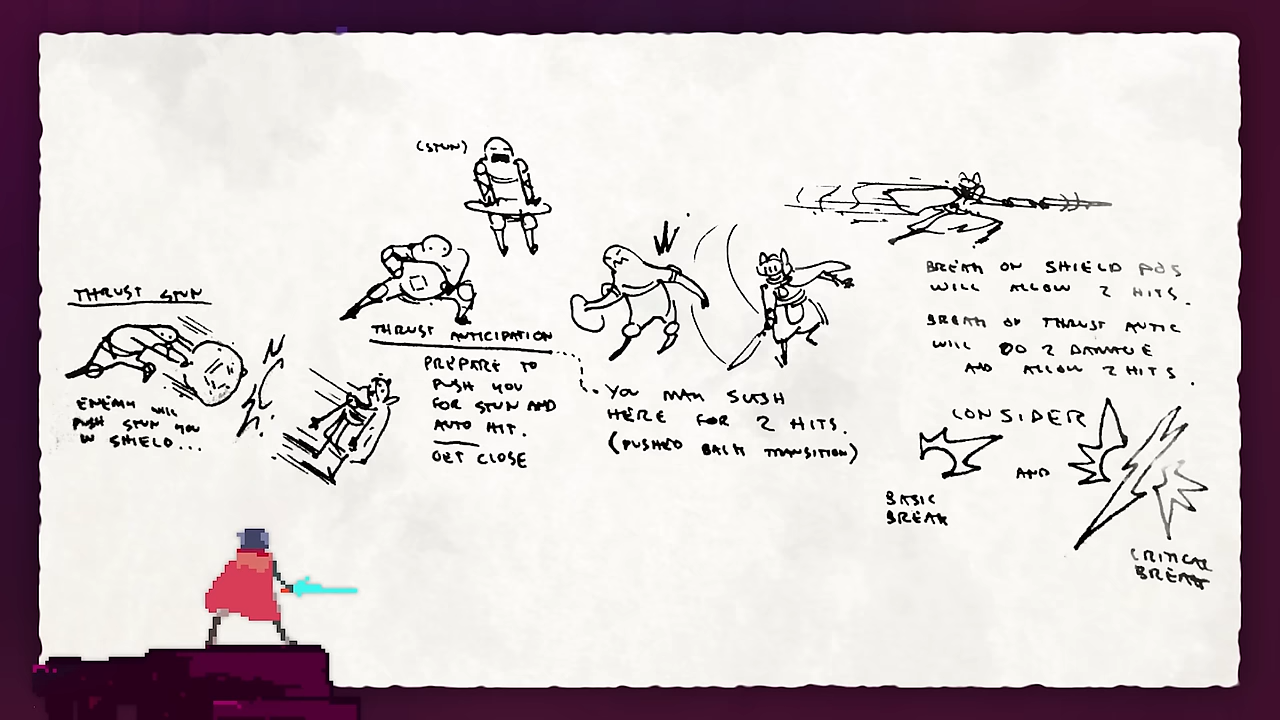 THRUST STUN
ENEMY WILL
PUSH STUN YOU
W SHIELD...
(STUN)
THRUST ANTICIPATION
PREPARE TO
PUSH YOU
FOR STUN AND
AUTO HIT.
GET CLOSE
YOU MAY SLASH
HERE FOR 2 HITS.
(PUSHED BACK TRANSITION)
BREAK ON SHIELD POS
WILL ALLOW 2 HITS.
BREAK OF THRUST ANTIC
WILL DO 2 DAMAGE
AND ALLOW 2 HITS.
CONSIDER
AND
BASIC
BREAK
CRITICAL
BREAK